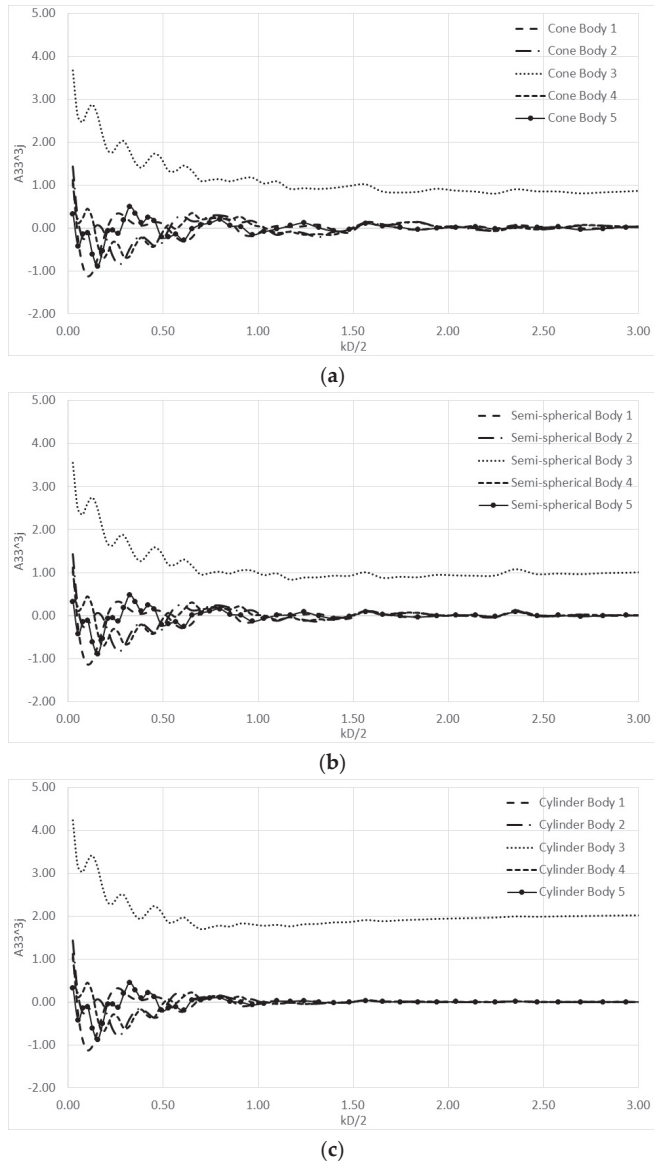 5.00
4.00
3.00
2.00
1.00
0.00
-1.00
-2.00
A33^3j
Cone Body 1
Cone Body 2
Cone Body 3
Cone Body 4
Cone Body 5
0.00 0.50 1.00 1.50 2.00 2.50 3.00
kD/2
(a)
5.00
4.00
3.00
2.00
1.00
0.00
-1.00
-2.00
A33^3j
Semi-spherical Body 1
Semi-spherical Body 2
Semi-spherical Body 3
Semi-spherical Body 4
Semi-spherical Body 5
0.00 0.50 1.00 1.50 2.00 2.50 3.00
kD/2
(b)
5.00
4.00
3.00
2.00
1.00
0.00
-1.00
-2.00
A33^3j
Cylinder Body 1
Cylinder Body 2
Cylinder Body 3
Cylinder Body 4
Cylinder Body 5
0.00 0.50 1.00 1.50 2.00 2.50 3.00
kD/2
(c)